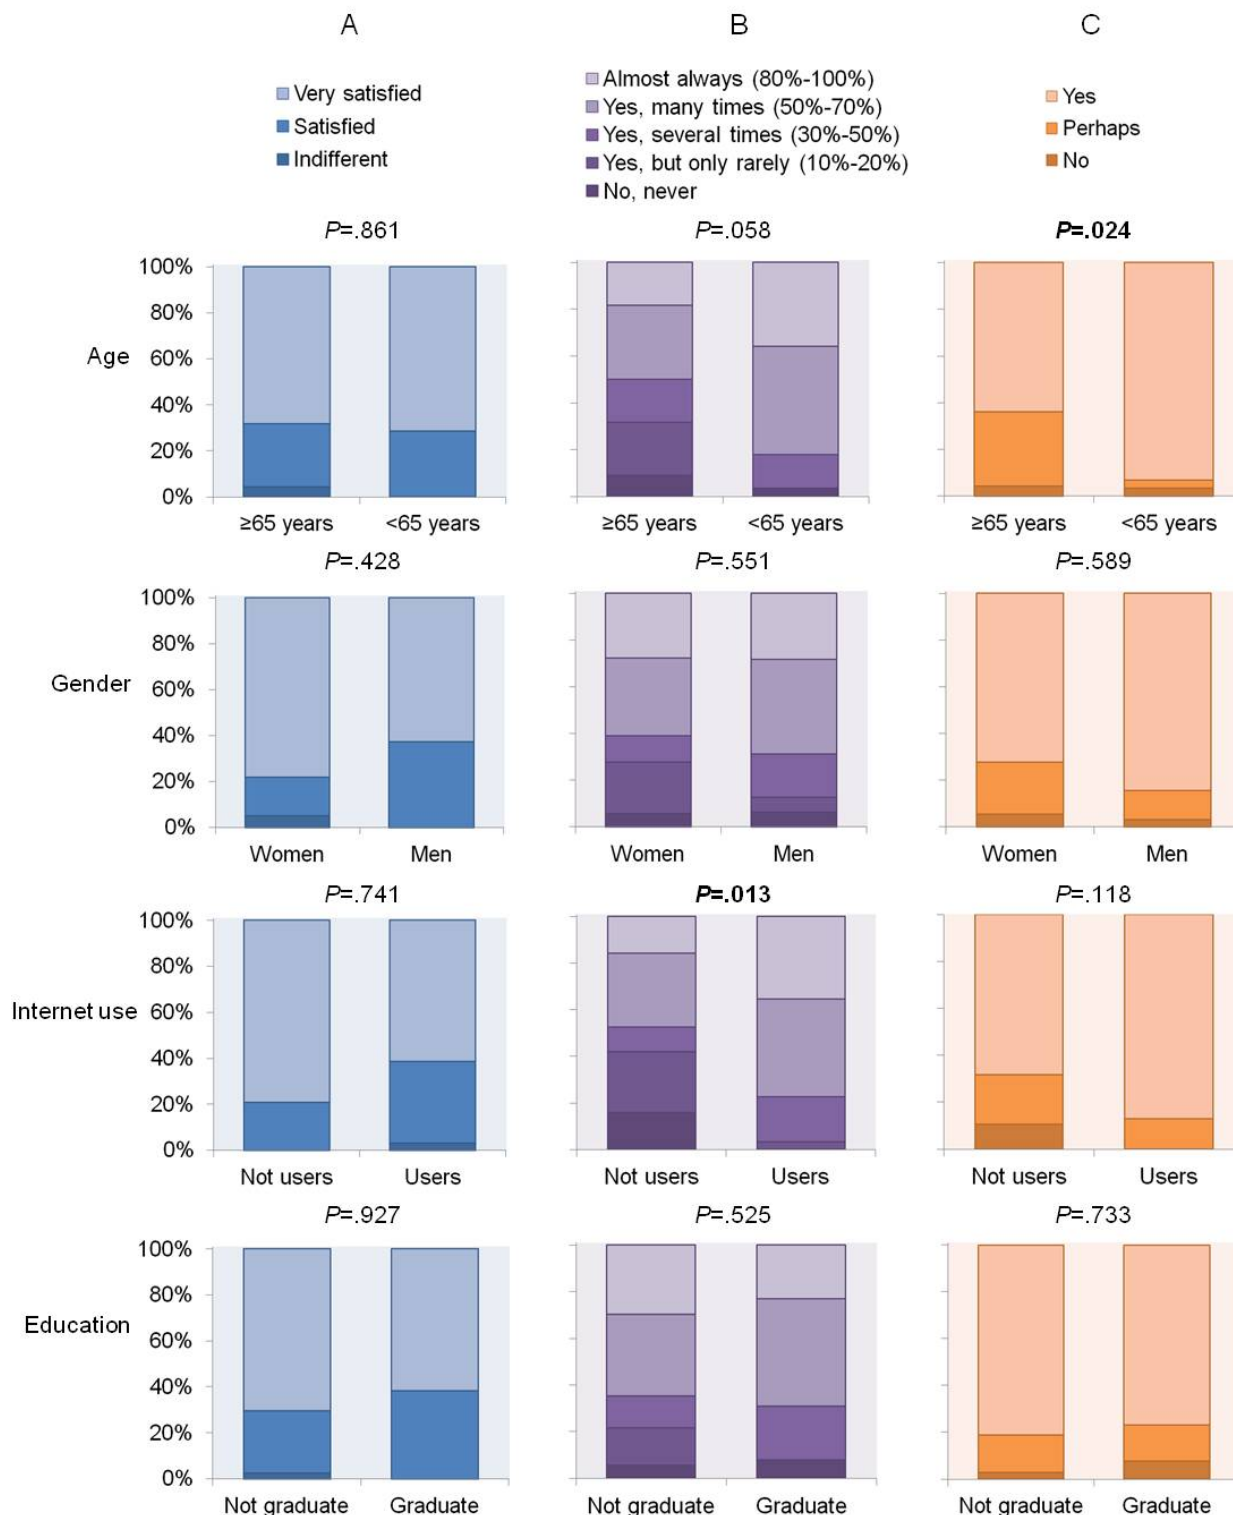 A
B
C
Very satisfied
Satisfied
Indifferent
Almost always (80%-100%)
Yes, many times (50%-70%)
Yes, several times (30%-50%)
Yes, but only rarely (10%-20%)
No, never
Yes
Perhaps
No
P=.861
P=.058
P=.024
Age
100%
80%
60%
40%
20%
0%
≥65 years
<65 years
≥65 years
<65 years
≥65 years
<65 years
P=.428
P=.551
P=.589
Gender
100%
80%
60%
40%
20%
0%
Women
Men
Women
Men
Women
Men
P=.741
P=.013
P=.118
Internet use
100%
80%
60%
40%
20%
0%
Not users
Users
Not users
Users
Not users
Users
P=.927
P=.525
P=.733
Education
100%
80%
60%
40%
20%
0%
Not graduate
Graduate
Not graduate
Graduate
Not graduate
Graduate